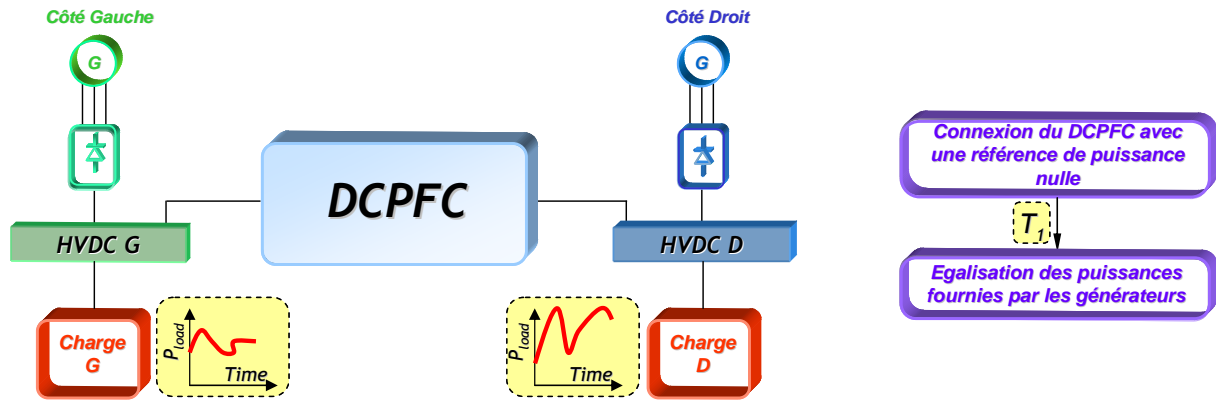 Côté Gauche
Côté Droit
G
G
DCPFC
HVDC G
HVDC D
Charge
G
P_load
Time
P_load
Time
Charge
D
Connexion du DCPFC avec
une référence de puissance
nulle
T_1
Egalisation des puissances
fournies par les générateurs